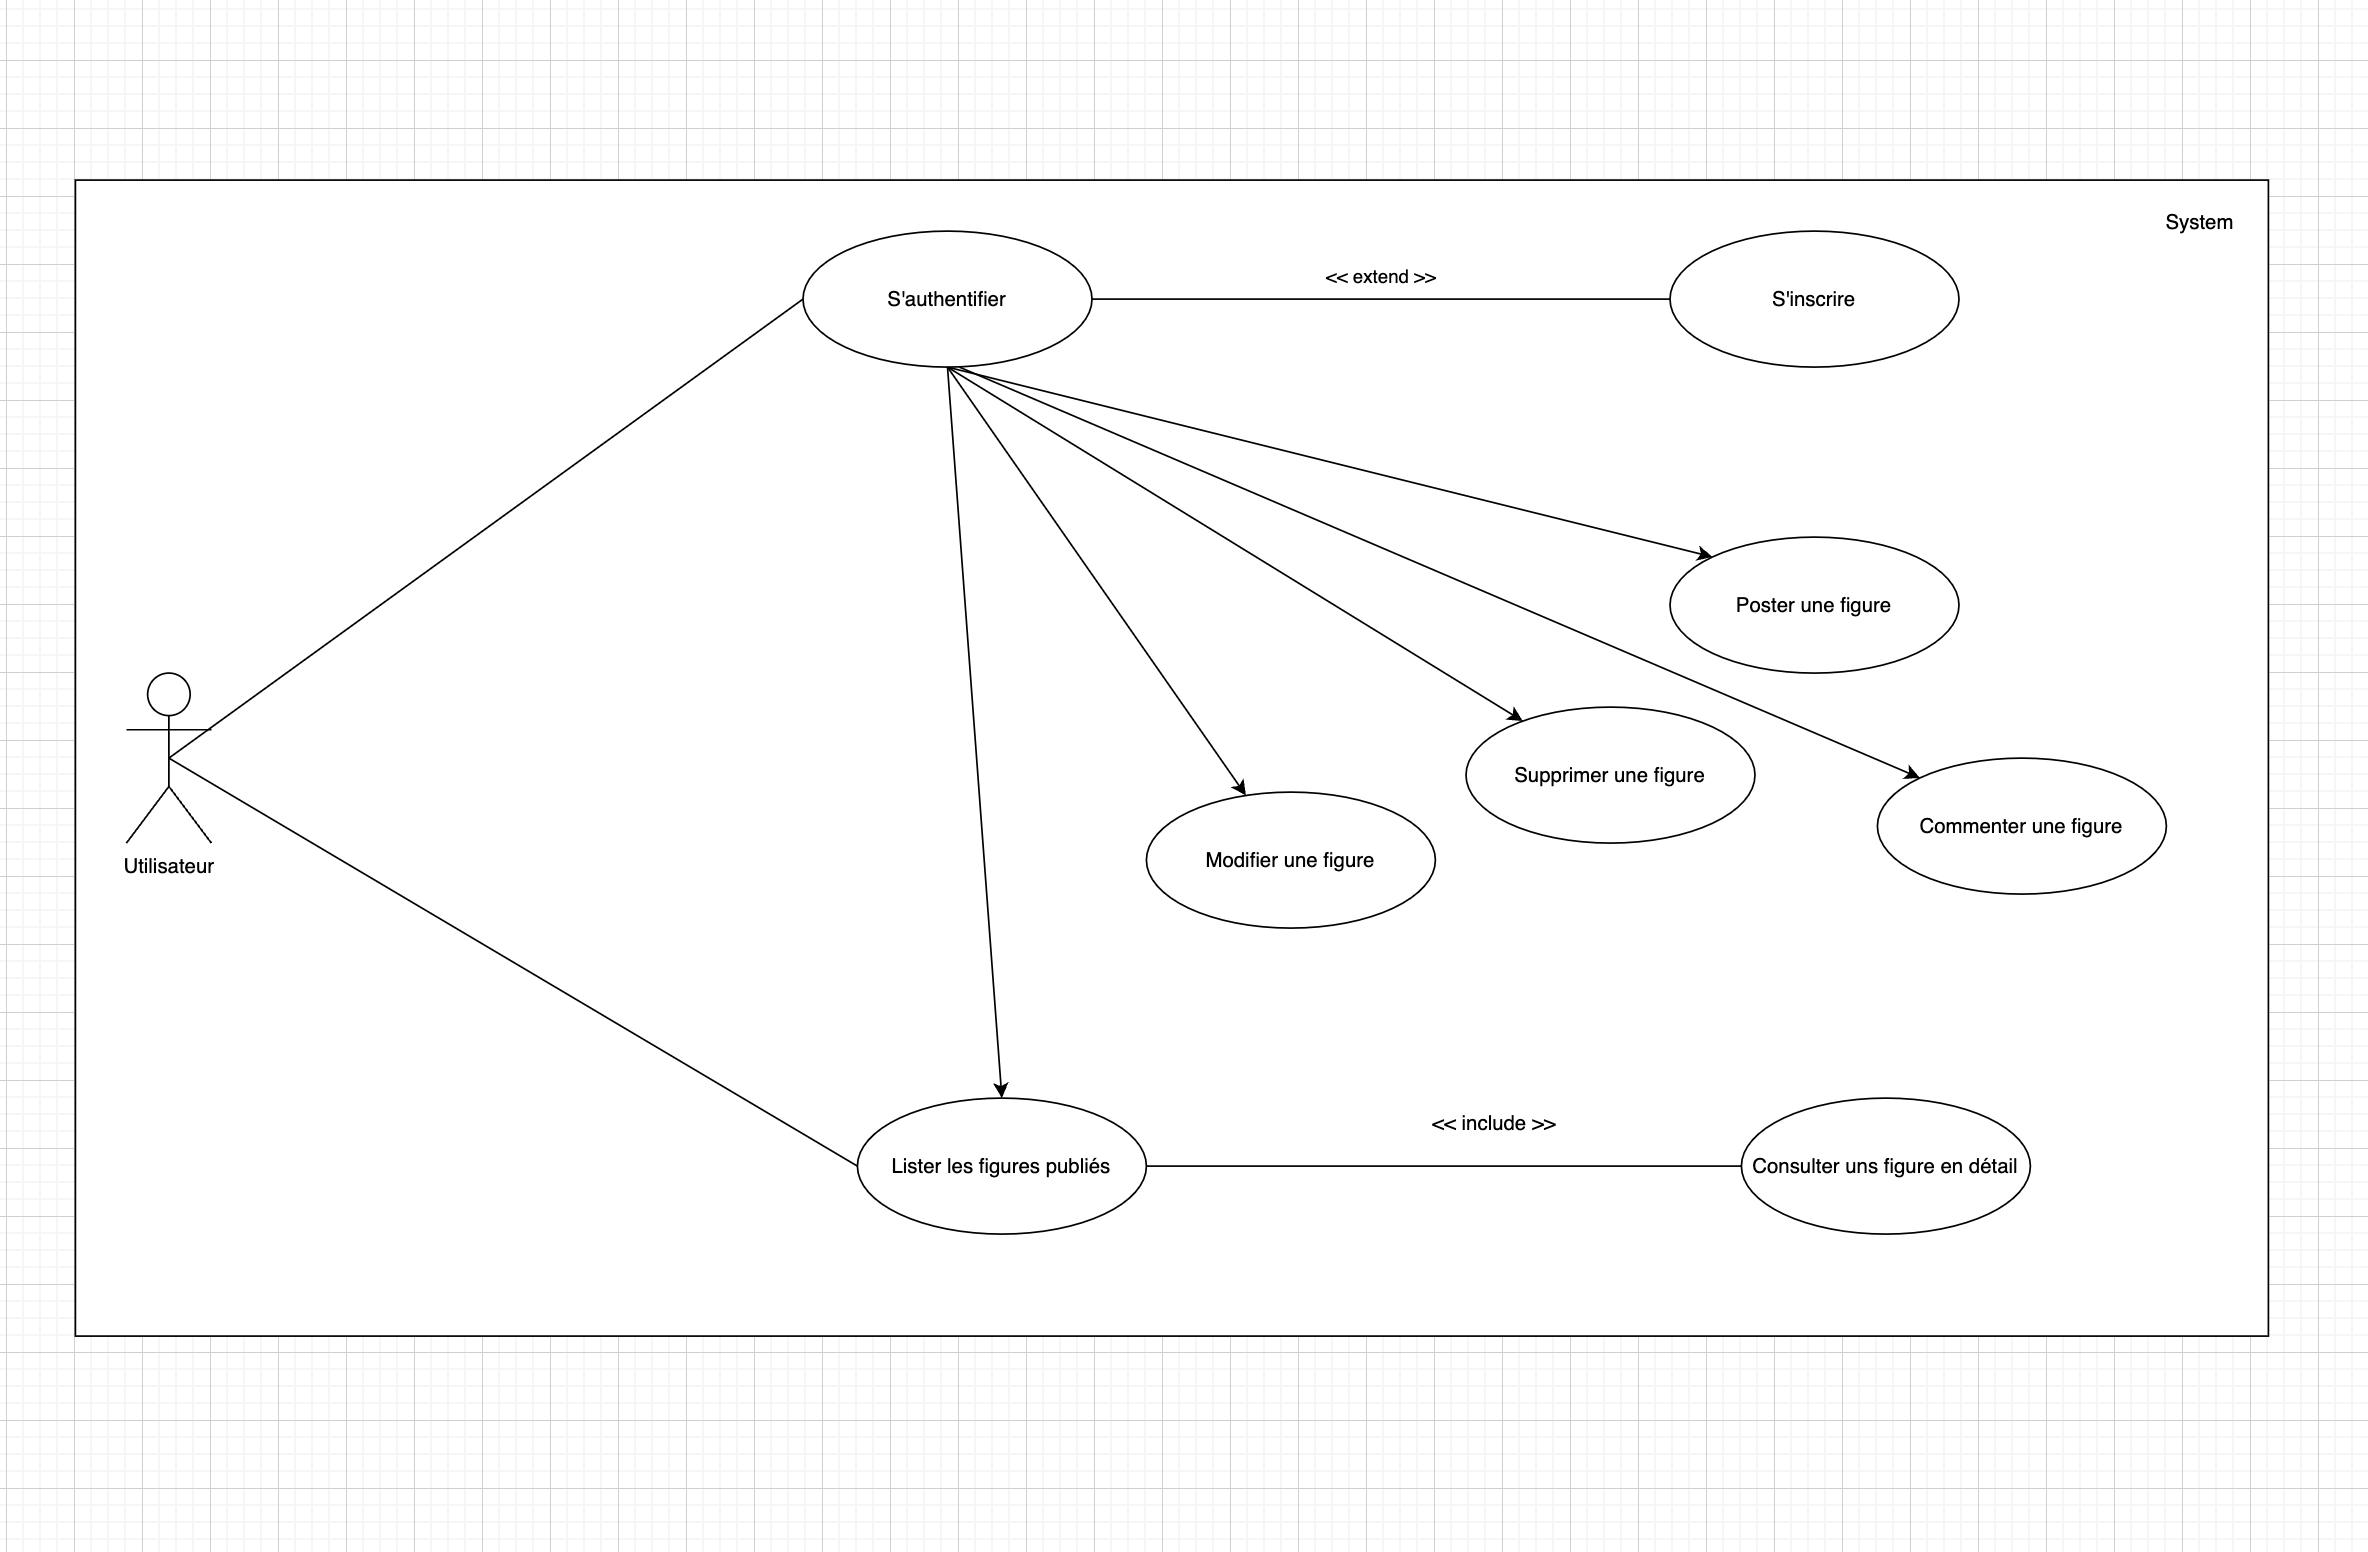 System
<< extend >>
S'authentifier
S'inscrire
Poster une figure
Supprimer une figure
Commenter une figure
Modifier une figure
Utilisateur
<< include >>
Lister les figures publiés
Consulter uns figure en détail